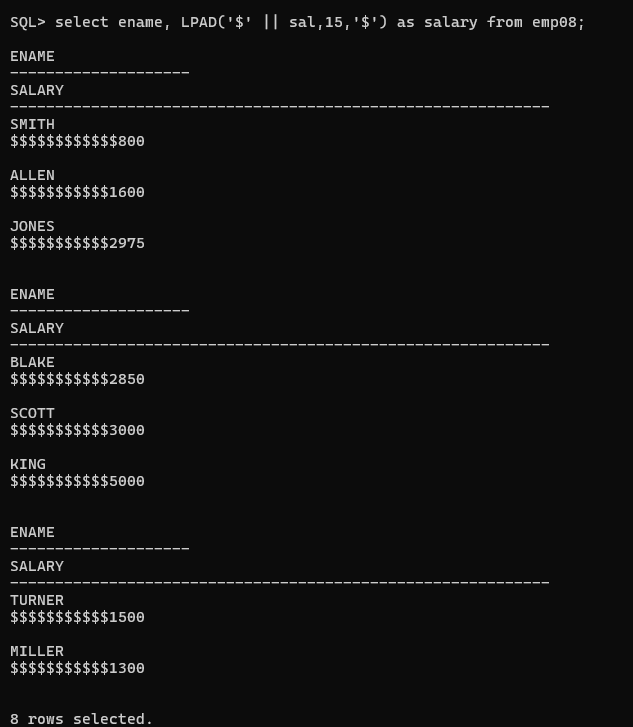 SQL> select ename, LPAD('$' || sal,15,'$') as salary from emp08;
ENAME
--------------------
SALARY
------------------------------------------------------------
SMITH
$$$$$$$$$$$$800
ALLEN
$$$$$$$$$$$1600
JONES
$$$$$$$$$$$2975
ENAME
--------------------
SALARY
------------------------------------------------------------
BLAKE
$$$$$$$$$$$2850
SCOTT
$$$$$$$$$$$3000
KING
$$$$$$$$$$$5000
ENAME
--------------------
SALARY
------------------------------------------------------------
TURNER
$$$$$$$$$$$1500
MILLER
$$$$$$$$$$$1300
8 rows selected.